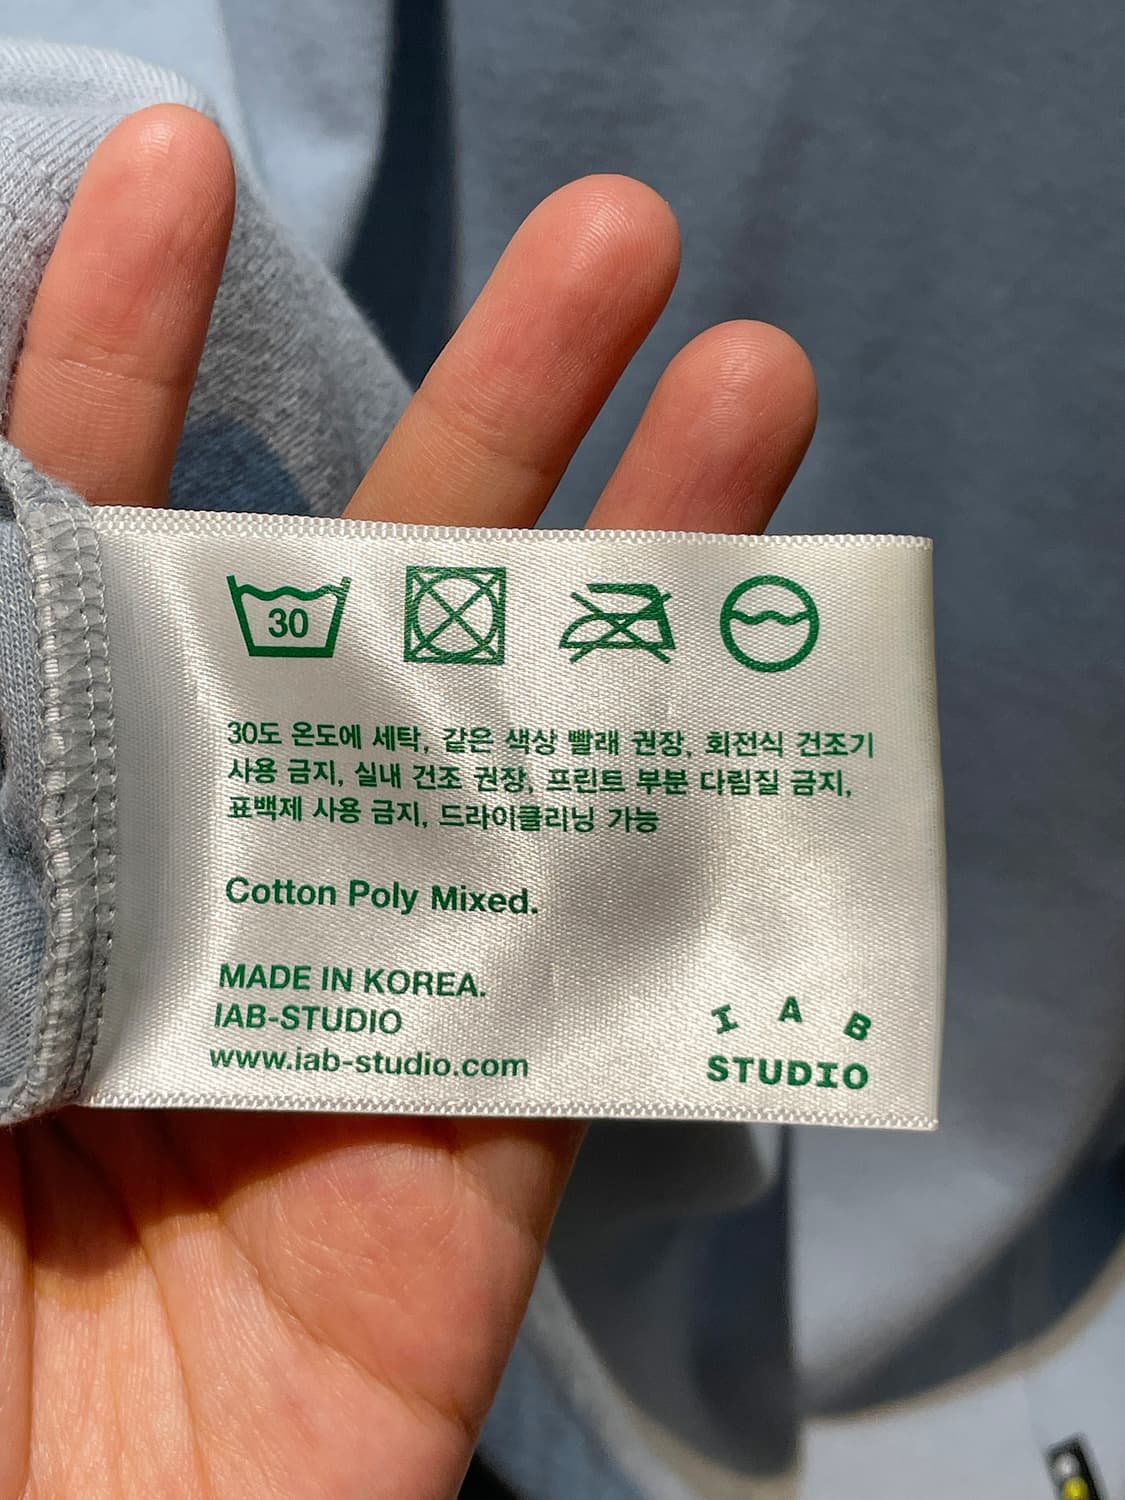 30
30도 온도에 세탁, 같은 색상 빨래 권장, 회전식 건조기
사용 금지, 실내 건조 권장, 프린트 부분 다림질 금지,
표백제 사용 금지, 드라이클리닝 가능
Cotton Poly Mixed.
MADE IN KOREA.
IAB-STUDIO
www.iab-studio.com
I A B
STUDIO